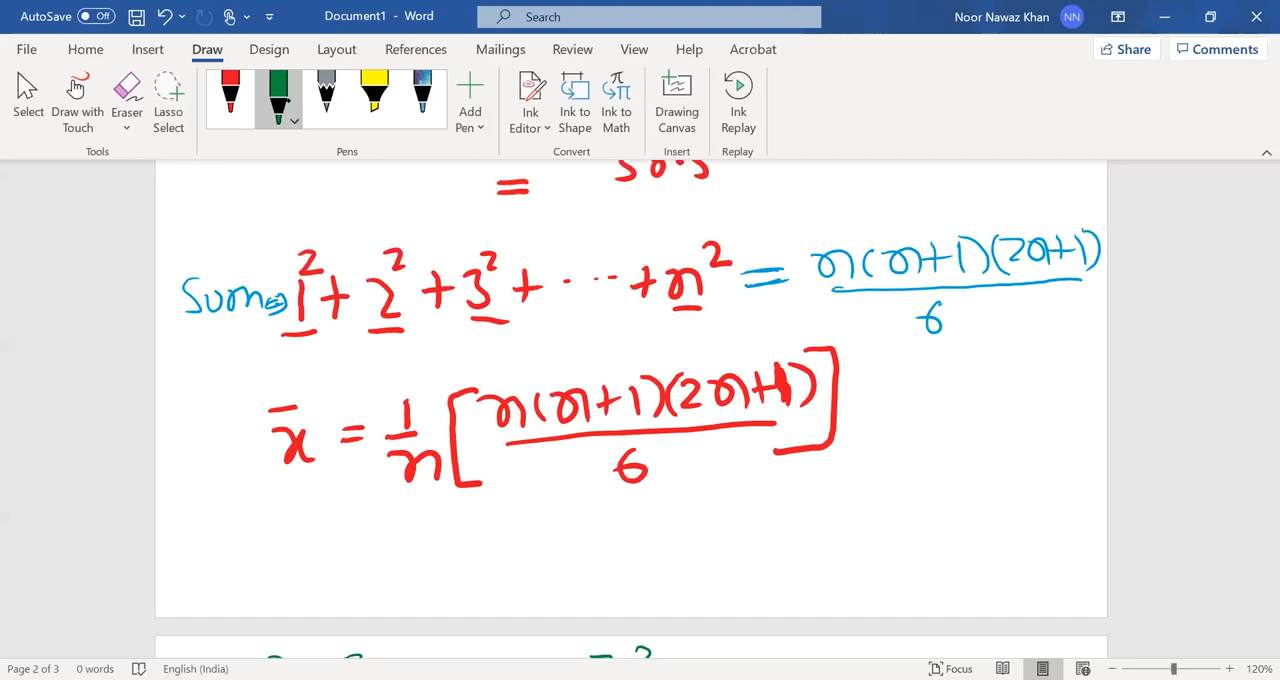 AutoSave Off Document1 - Word Search Noor Nawaz Khan NN
File Home Insert Draw Design Layout References Mailings Review View Help Acrobat Share Comments
Select Draw with Touch Eraser Lasso Select Add Pen Ink Editor Ink to Shape Ink to Math Drawing Canvas Ink Replay
Tools Pens Convert Insert Replay
= 50.5
Sum⇒ 1² + 2² + 3² + ..... + n² = n(n+1)(2n+1)
6
x̄ = 1/n [n(n+1)(2n+1)
6]
Page 2 of 3 0 words English (India) Focus 120%